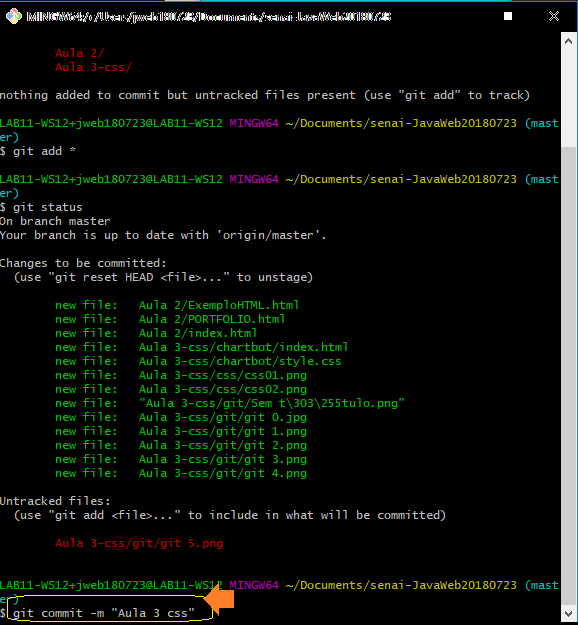 MINGW64:/c/Users/jweb180723/Documents/senai-JavaWeb20180723
Aula 2/
Aula 3-css/
nothing added to commit but untracked files present (use "git add" to track)
LAB11-WS12+jweb180723@LAB11-WS12 MINGW64 ~/Documents/senai-JavaWeb20180723 (mast
er)
$ git add *
LAB11-WS12+jweb180723@LAB11-WS12 MINGW64 ~/Documents/senai-JavaWeb20180723 (mast
er)
$ git status
On branch master
Your branch is up to date with 'origin/master'.
Changes to be committed:
(use "git reset HEAD <file>..." to unstage)
new file: Aula 2/ExemploHTML.html
new file: Aula 2/PORTFOLIO.html
new file: Aula 2/index.html
new file: Aula 3-css/chartbot/index.html
new file: Aula 3-css/chartbot/style.css
new file: Aula 3-css/css/css01.png
new file: Aula 3-css/css/css02.png
new file: "Aula 3-css/git/Sem t\303\255tulo.png"
new file: Aula 3-css/git/git 0.jpg
new file: Aula 3-css/git/git 1.png
new file: Aula 3-css/git/git 2.png
new file: Aula 3-css/git/git 3.png
new file: Aula 3-css/git/git 4.png
Untracked files:
(use "git add <file>..." to include in what will be committed)
Aula 3-css/git/git 5.png
LAB11-WS12+jweb180723@LAB11-WS12 MINGW64 ~/Documents/senai-JavaWeb20180723 (mast
er)
$ git commit -m "Aula 3 css"